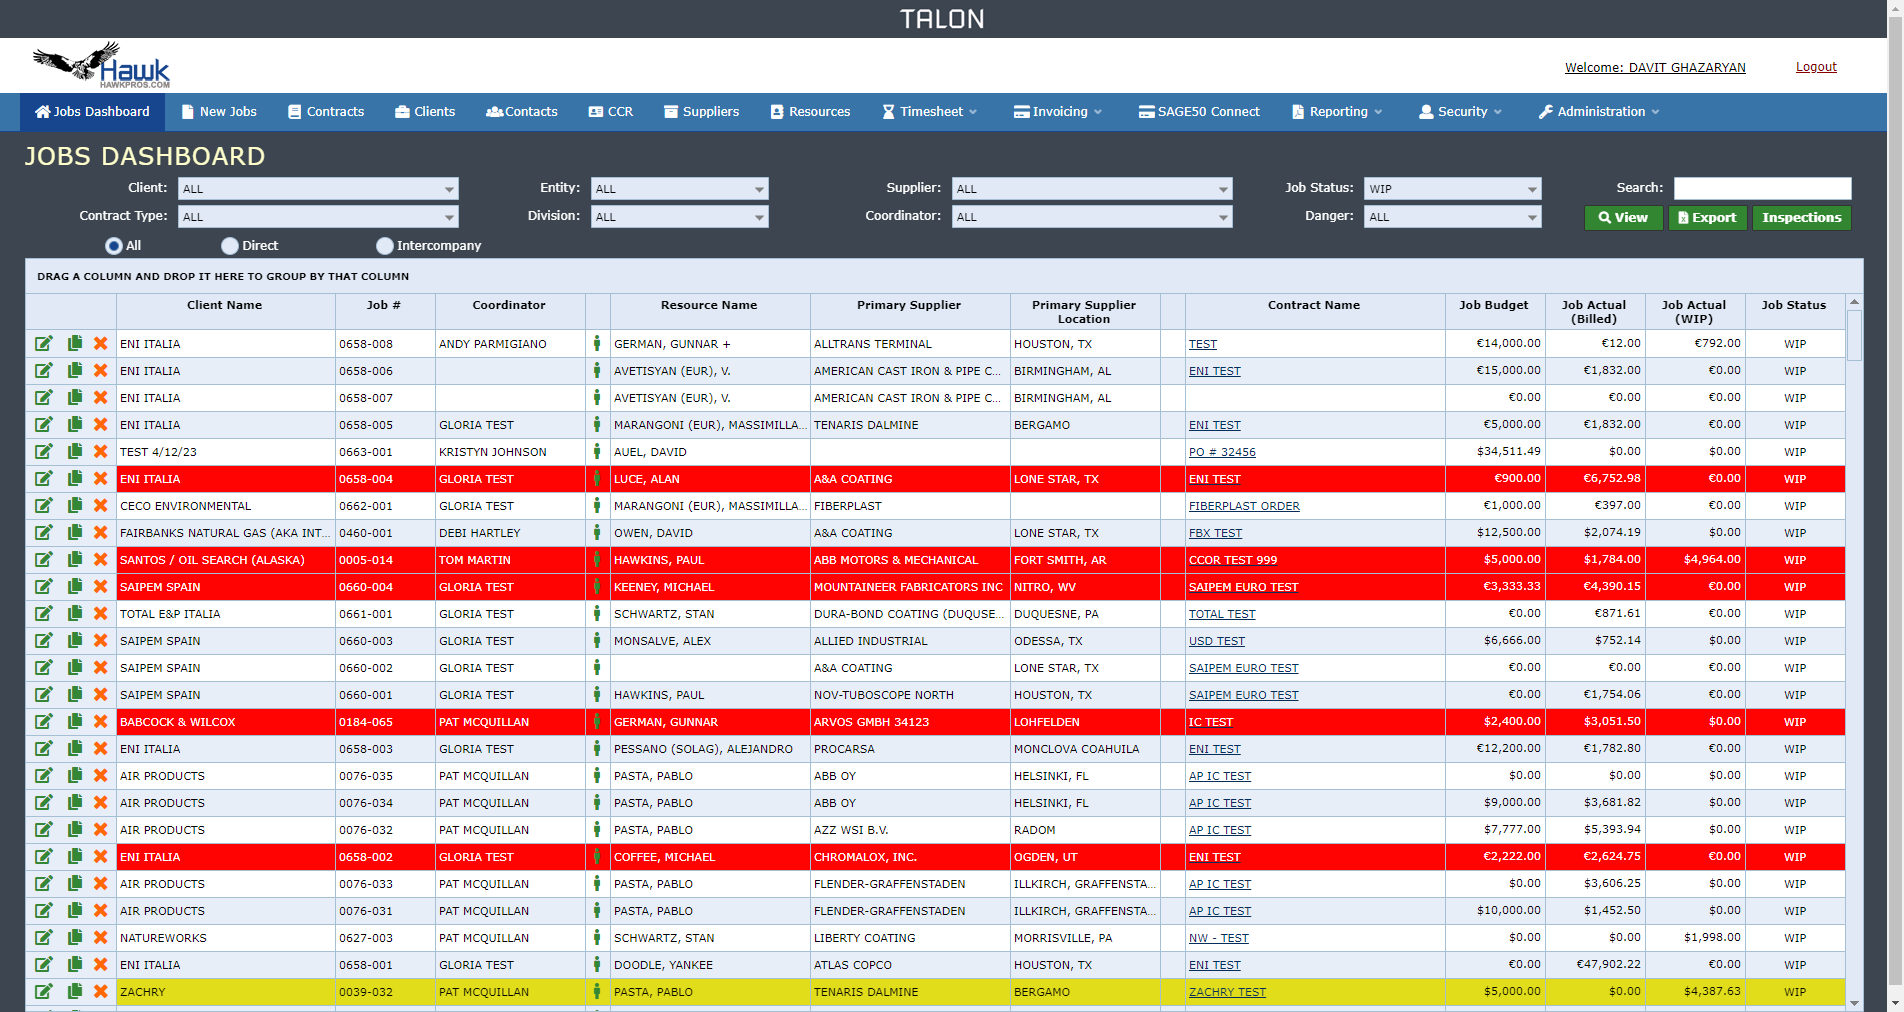 TALON
Hawk
HAWKPROS.COM
Welcome: DAVIT GHAZARYAN Logout
Jobs Dashboard New Jobs Contracts Clients Contacts CCR Suppliers Resources Timesheet Invoicing SAGE50 Connect Reporting Security Administration
JOBS DASHBOARD
Client: ALL Entity: ALL Supplier: ALL Job Status: WIP Search:
Contract Type: ALL Division: ALL Coordinator: ALL Danger: ALL View Export Inspections
All Direct Intercompany
DRAG A COLUMN AND DROP IT HERE TO GROUP BY THAT COLUMN
Client Name Job # Coordinator Resource Name Primary Supplier Primary Supplier Location Contract Name Job Budget Job Actual (Billed) Job Actual (WIP) Job Status
ENI ITALIA 0658-008 ANDY PARMIGIANO GERMAN, GUNNAR + ALLTRANS TERMINAL HOUSTON, TX TEST €14,000.00 €12.00 €792.00 WIP
ENI ITALIA 0658-006 AVETISYAN (EUR), V. AMERICAN CAST IRON & PIPE C... BIRMINGHAM, AL ENI TEST €15,000.00 €1,832.00 €0.00 WIP
ENI ITALIA 0658-007 AVETISYAN (EUR), V. AMERICAN CAST IRON & PIPE C... BIRMINGHAM, AL €0.00 €0.00 €0.00 WIP
ENI ITALIA 0658-005 GLORIA TEST MARANGONI (EUR), MASSIMILLA... TENARIS DALMINE BERGAMO ENI TEST €5,000.00 €1,832.00 €0.00 WIP
TEST 4/12/23 0663-001 KRISTYN JOHNSON AUEL, DAVID PO # 32456 $34,511.49 $0.00 $0.00 WIP
ENI ITALIA 0658-004 GLORIA TEST LUCE, ALAN A&A COATING LONE STAR, TX ENI TEST €900.00 €6,752.98 €0.00 WIP
CECO ENVIRONMENTAL 0662-001 GLORIA TEST MARANGONI (EUR), MASSIMILLA... FIBERPLAST FIBERPLAST ORDER €1,000.00 €397.00 €0.00 WIP
FAIRBANKS NATURAL GAS (AKA INT... 0460-001 DEBI HARTLEY OWEN, DAVID A&A COATING LONE STAR, TX FBX TEST $12,500.00 $2,074.19 $0.00 WIP
SANTOS / OIL SEARCH (ALASKA) 0005-014 TOM MARTIN HAWKINS, PAUL ABB MOTORS & MECHANICAL FORT SMITH, AR CCOR TEST 999 $5,000.00 $1,784.00 $4,964.00 WIP
SAIPEM SPAIN 0660-004 GLORIA TEST KEENEY, MICHAEL MOUNTAINEER FABRICATORS INC NITRO, WV SAIPEM EURO TEST €3,333.33 €4,390.15 €0.00 WIP
TOTAL E&P ITALIA 0661-001 GLORIA TEST SCHWARTZ, STAN DURA-BOND COATING (DUQUSE... DUQUESNE, PA TOTAL TEST €0.00 €871.61 €0.00 WIP
SAIPEM SPAIN 0660-003 GLORIA TEST MONSALVE, ALEX ALLIED INDUSTRIAL ODESSA, TX USD TEST $6,666.00 $752.14 $0.00 WIP
SAIPEM SPAIN 0660-002 GLORIA TEST A&A COATING LONE STAR, TX SAIPEM EURO TEST €0.00 €0.00 €0.00 WIP
SAIPEM SPAIN 0660-001 GLORIA TEST HAWKINS, PAUL NOV-TUBOSCOPE NORTH HOUSTON, TX SAIPEM EURO TEST €0.00 €1,754.06 €0.00 WIP
BABCOCK & WILCOX 0184-065 PAT MCQUILLAN GERMAN, GUNNAR ARVOS GMBH 34123 LOHFELDEN IC TEST $2,400.00 $3,051.50 $0.00 WIP
ENI ITALIA 0658-003 GLORIA TEST PESSANO (SOLAG), ALEJANDRO PROCARSA MONCLOVA COAHUILA ENI TEST €12,200.00 €1,782.80 €0.00 WIP
AIR PRODUCTS 0076-035 PAT MCQUILLAN PASTA, PABLO ABB OY HELSINKI, FL AP IC TEST $0.00 $0.00 $0.00 WIP
AIR PRODUCTS 0076-034 PAT MCQUILLAN PASTA, PABLO ABB OY HELSINKI, FL AP IC TEST $9,000.00 $3,681.82 $0.00 WIP
AIR PRODUCTS 0076-032 PAT MCQUILLAN PASTA, PABLO AZZ WSI B.V. RADOM AP IC TEST $7,777.00 $5,393.94 $0.00 WIP
ENI ITALIA 0658-002 GLORIA TEST COFFEE, MICHAEL CHROMALOX, INC. OGDEN, UT ENI TEST €2,222.00 €2,624.75 €0.00 WIP
AIR PRODUCTS 0076-033 PAT MCQUILLAN PASTA, PABLO FLENDER-GRAFFENSTADEN ILLKIRCH, GRAFFENSTA... AP IC TEST $0.00 $3,606.25 $0.00 WIP
AIR PRODUCTS 0076-031 PAT MCQUILLAN PASTA, PABLO FLENDER-GRAFFENSTADEN ILLKIRCH, GRAFFENSTA... AP IC TEST $10,000.00 $1,452.50 $0.00 WIP
NATUREWORKS 0627-003 PAT MCQUILLAN SCHWARTZ, STAN LIBERTY COATING MORRISVILLE, PA NW - TEST $0.00 $0.00 $1,998.00 WIP
ENI ITALIA 0658-001 GLORIA TEST DOODLE, YANKEE ATLAS COPCO HOUSTON, TX ENI TEST €0.00 €47,902.22 €0.00 WIP
ZACHRY 0039-032 PAT MCQUILLAN PASTA, PABLO TENARIS DALMINE BERGAMO ZACHRY TEST $5,000.00 $0.00 $4,387.63 WIP